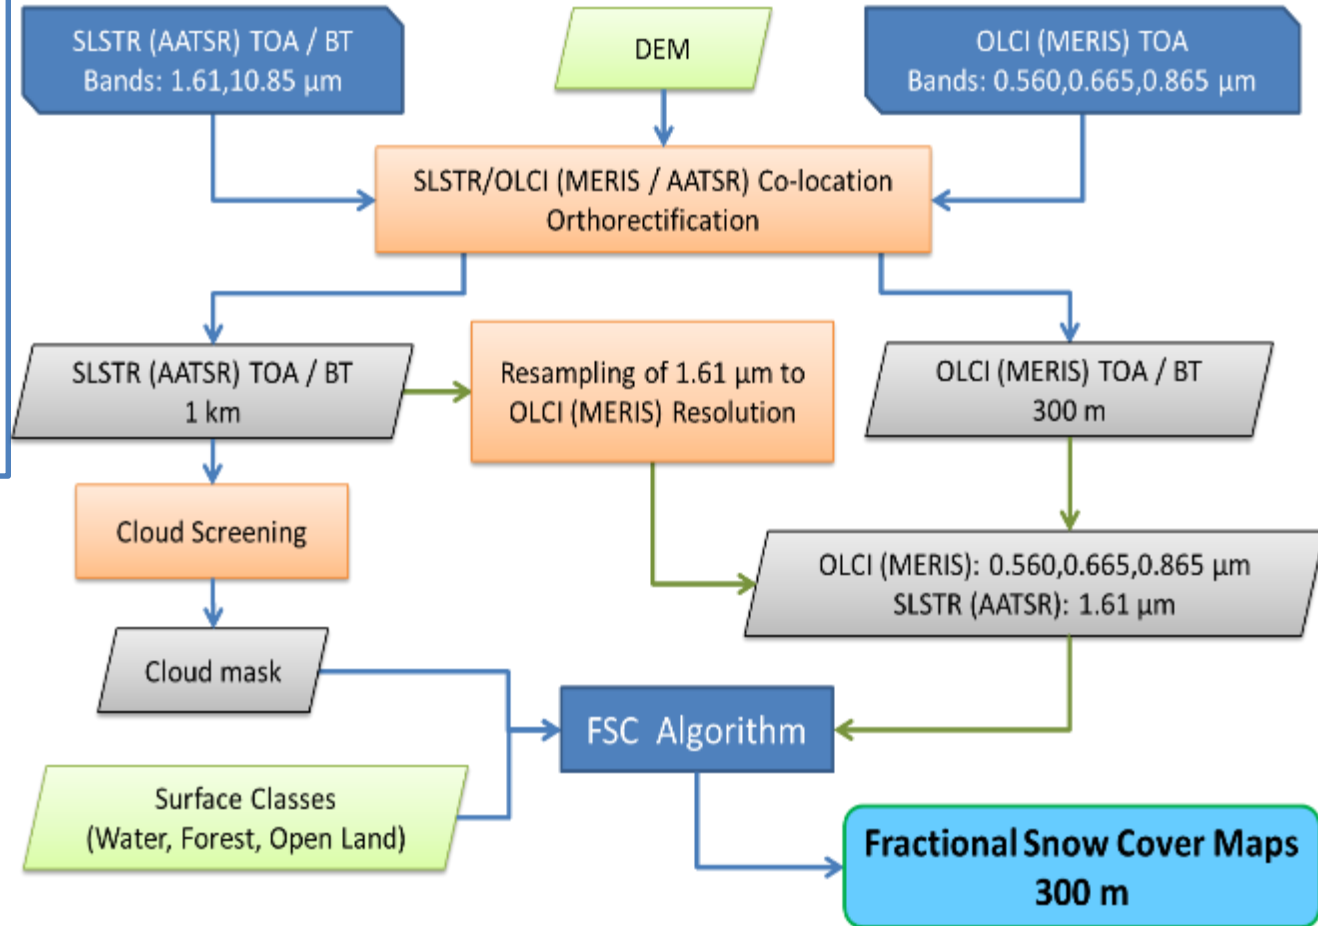 SLSTR (AATSR) TOA / BT
Bands: 1.61,10.85 µm
DEM
OLCI (MERIS) TOA
Bands: 0.560,0.665,0.865 µm
SLSTR/OLCI (MERIS / AATSR) Co-location
Orthorectification
SLSTR (AATSR) TOA / BT
1 km
Resampling of 1.61 µm to
OLCI (MERIS) Resolution
OLCI (MERIS) TOA / BT
300 m
Cloud Screening
OLCI (MERIS): 0.560,0.665,0.865 µm
SLSTR (AATSR): 1.61 µm
Cloud mask
FSC Algorithm
Surface Classes
(Water, Forest, Open Land)
Fractional Snow Cover Maps
300 m